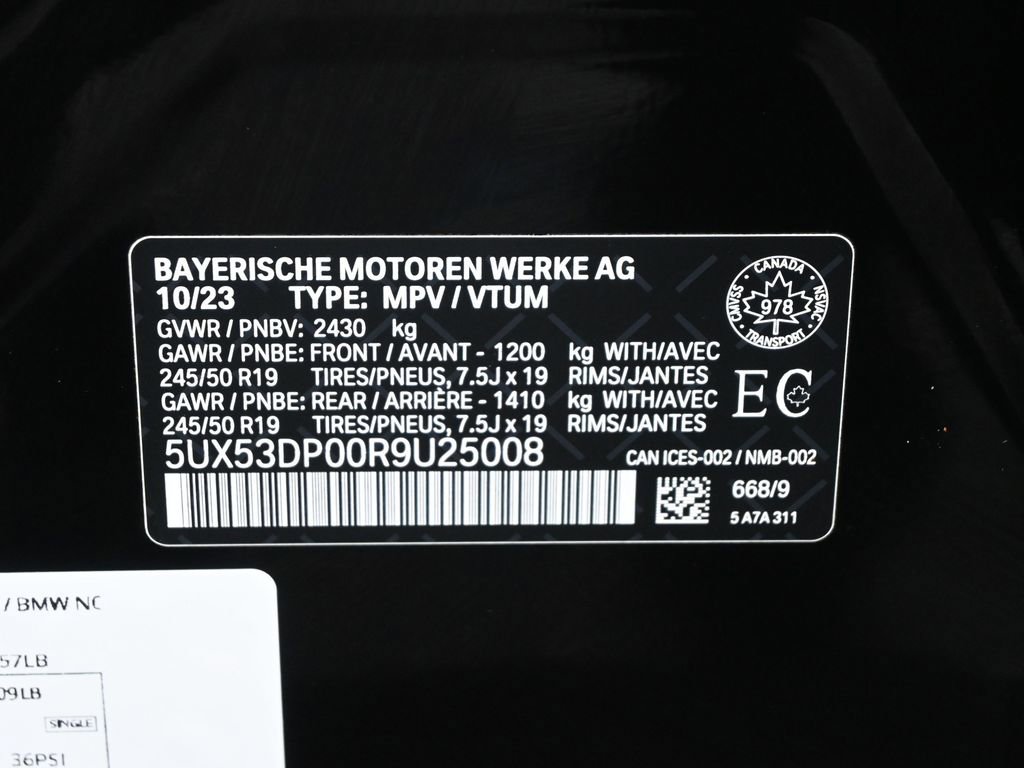 BAYERISCHE MOTOREN WERKE AG
10/23 TYPE: MPV / VTUM
GVWR / PNBV: 2430 kg
GAWR / PNBE: FRONT / AVANT - 1200 kg WITH/AVEC
245/50 R19 TIRES/PNEUS, 7.5J x 19 RIMS/JANTES
GAWR / PNBE: REAR / ARRIÈRE - 1410 kg WITH/AVEC
245/50 R19 TIRES/PNEUS, 7.5J x 19 RIMS/JANTES
5UX53DP00R9U25008
CANADA
CMVSS
978
NSVAC
TRANSPORT
EC
CAN ICES-002 / NMB-002
668/9
5 A7A 311
/ BMW NC
57LB
09LB
SINGLE
36PSI